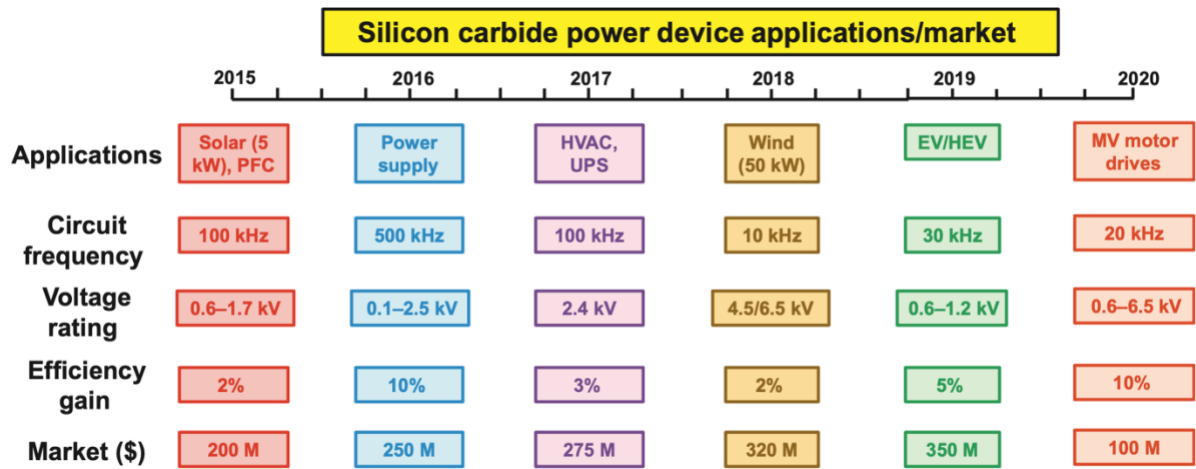 Silicon carbide power device applications/market
2015 2016 2017 2018 2019 2020
Applications
Solar (5
kW), PFC
Power
supply
HVAC,
UPS
Wind
(50 kW)
EV/HEV
MV motor
drives
Circuit
frequency
100 kHz 500 kHz 100 kHz 10 kHz 30 kHz 20 kHz
Voltage
rating
0.6–1.7 kV 0.1–2.5 kV 2.4 kV 4.5/6.5 kV 0.6–1.2 kV 0.6–6.5 kV
Efficiency
gain
2% 10% 3% 2% 5% 10%
Market ($) 200 M 250 M 275 M 320 M 350 M 100 M